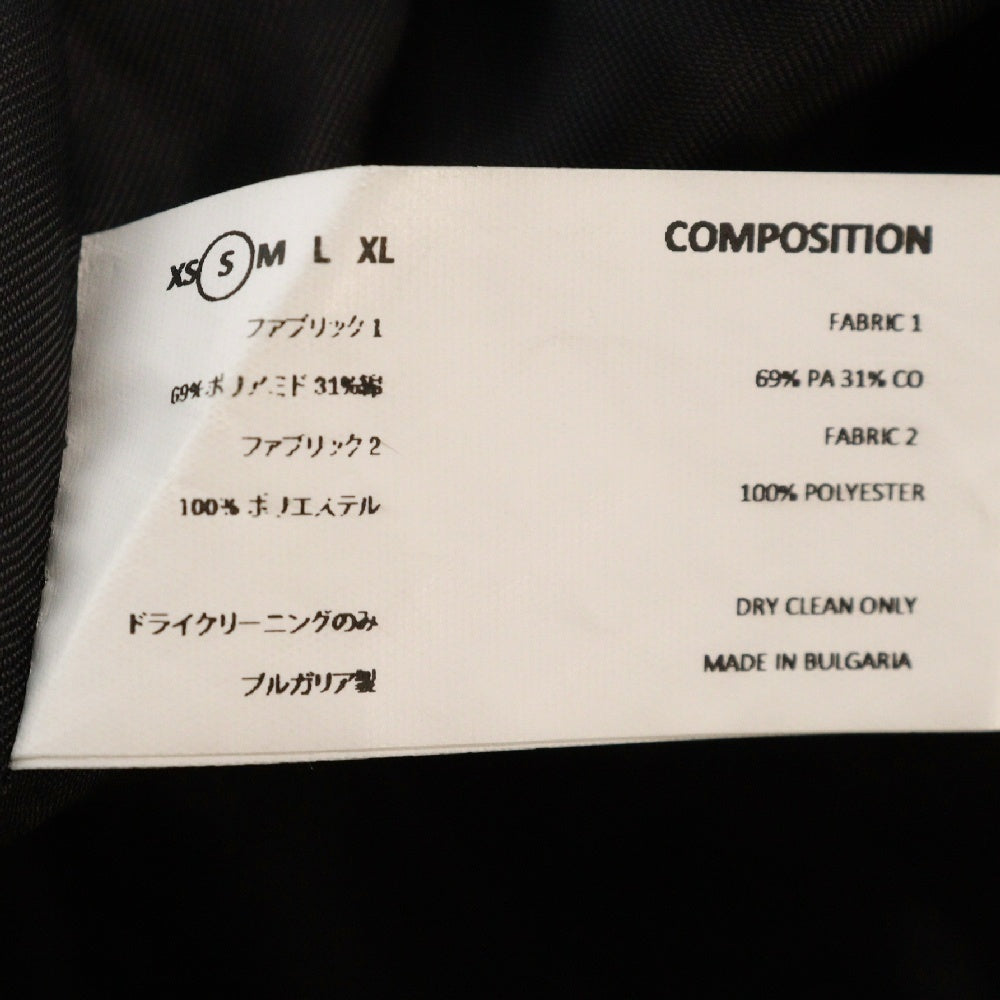 XS S M L XL
ファブリック 1
69% ポリアミド 31% 綿
ファブリック 2
100% ポリエステル
ドライクリーニングのみ
ブルガリア製
COMPOSITION
FABRIC 1
69% PA 31% CO
FABRIC 2
100% POLYESTER
DRY CLEAN ONLY
MADE IN BULGARIA